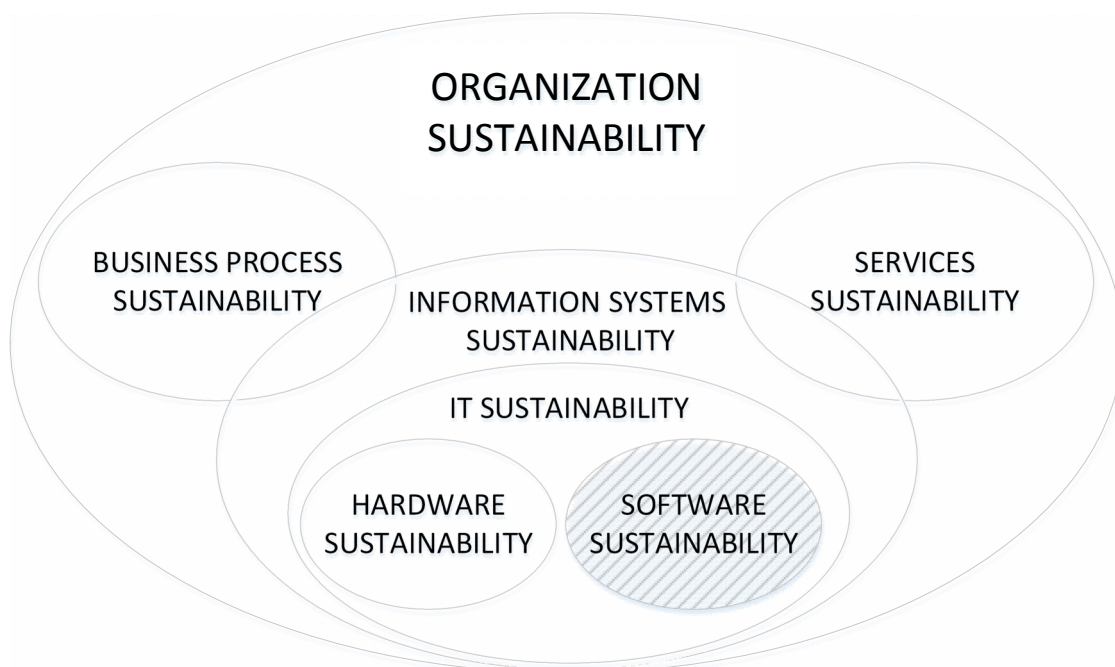 ORGANIZATION
SUSTAINABILITY
BUSINESS PROCESS
SUSTAINABILITY
SERVICES
SUSTAINABILITY
INFORMATION SYSTEMS
SUSTAINABILITY
IT SUSTAINABILITY
HARDWARE
SUSTAINABILITY
SOFTWARE
SUSTAINABILITY